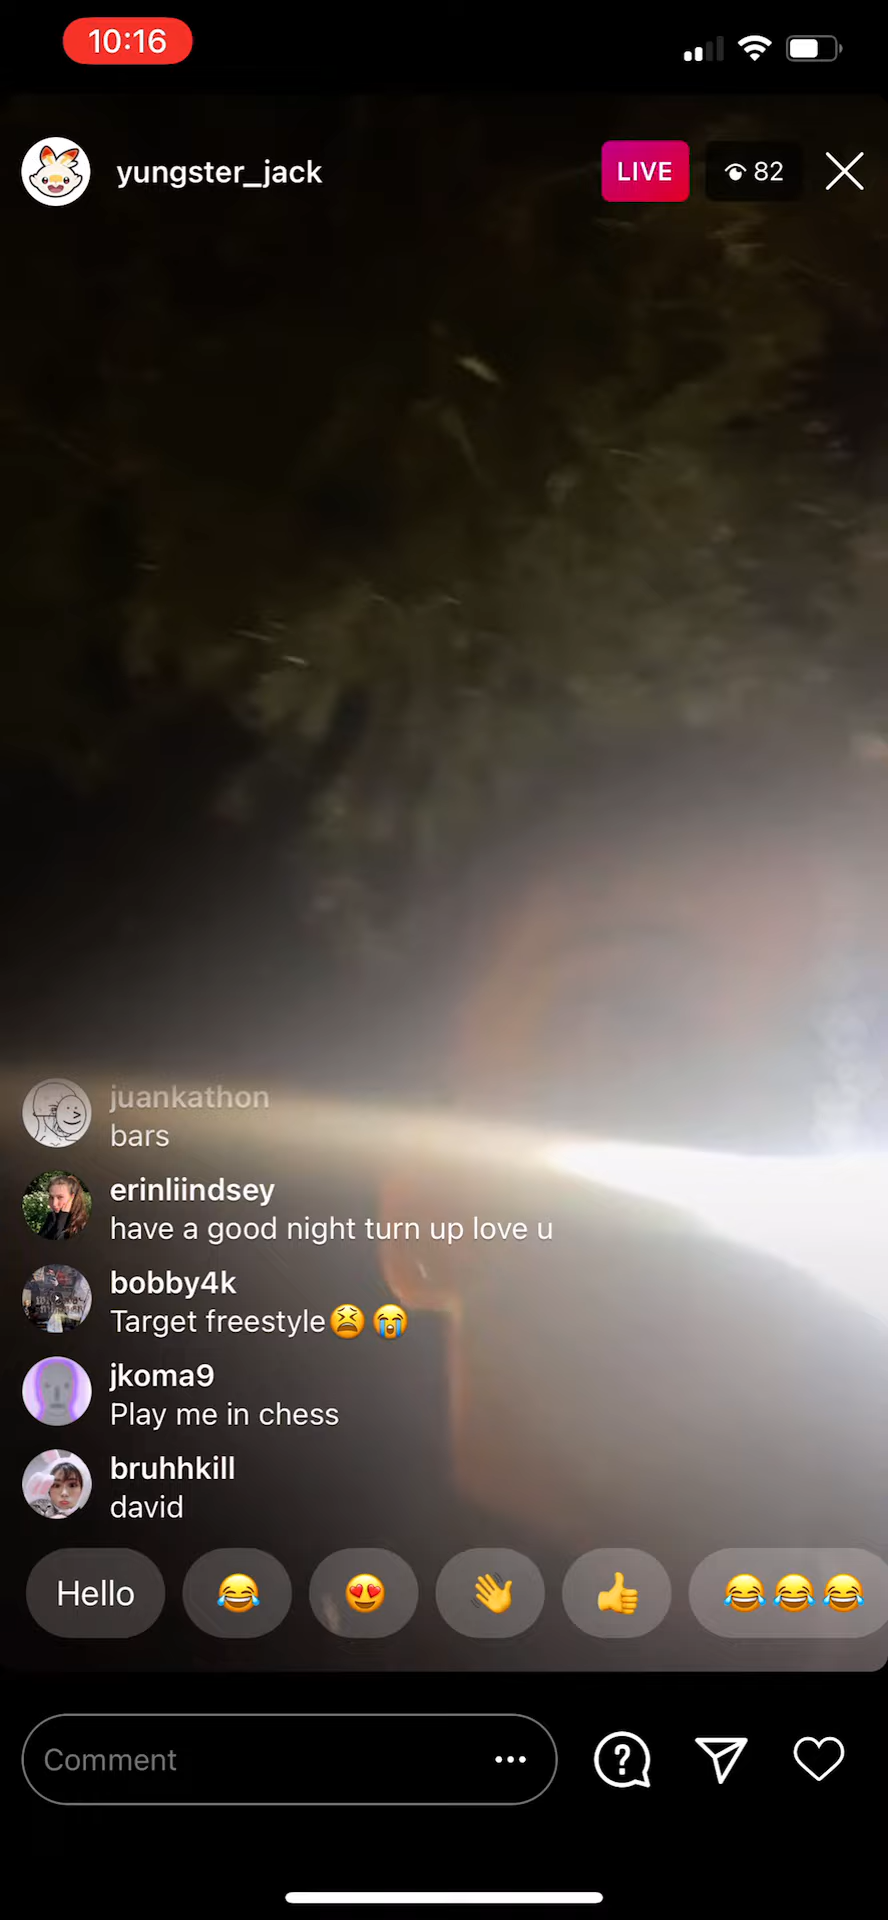 10:16
yungster_jack
LIVE
82
juankathon
bars
erinliindsey
have a good night turn up love u
bobby4k
Target freestyle😫😭
jkoma9
Play me in chess
bruhhkill
david
Hello
😂
😍
👋
👍
😂😂😂
Comment